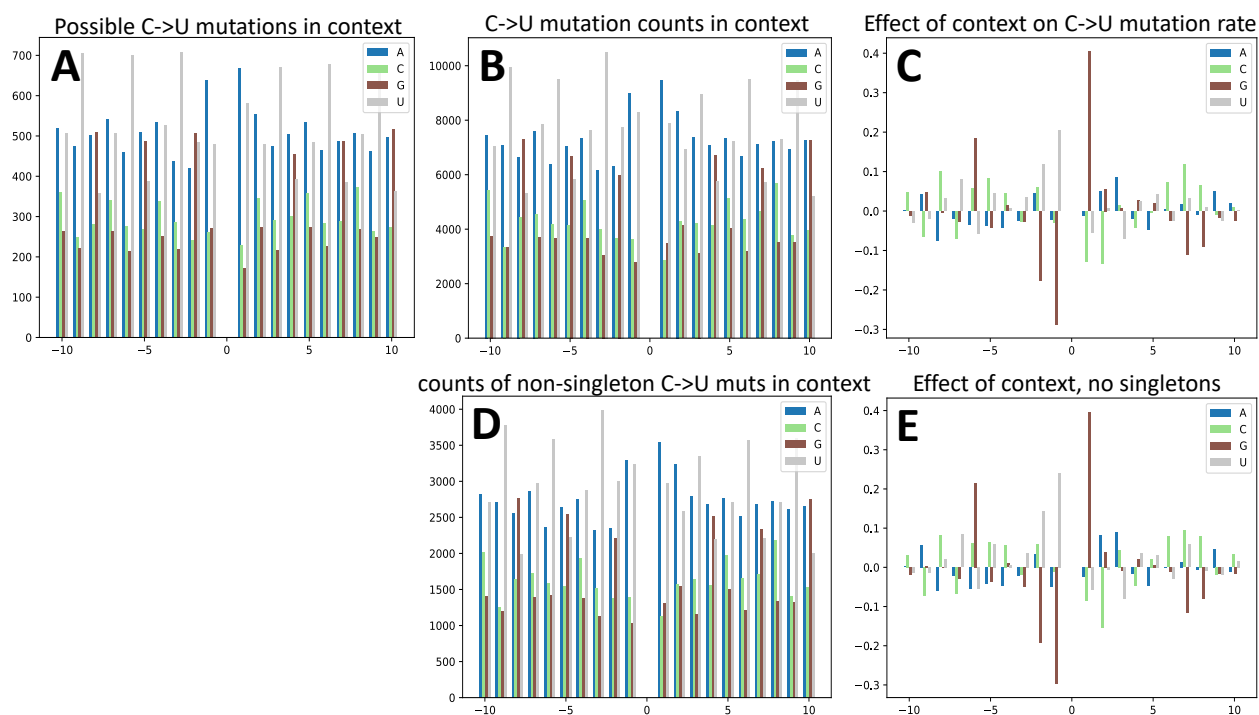 Possible C->U mutations in context
A
A
C
G
U
700
600
500
400
300
200
100
0
−10
−5
0
5
10
C->U mutation counts in context
B
A
C
G
U
10000
8000
6000
4000
2000
0
−10
−5
0
5
10
Effect of context on C->U mutation rate
C
A
C
G
U
0.4
0.3
0.2
0.1
0.0
−0.1
−0.2
−0.3
−10
−5
0
5
10
counts of non-singleton C->U muts in context
D
A
C
G
U
4000
3500
3000
2500
2000
1500
1000
500
0
−10
−5
0
5
10
Effect of context, no singletons
E
A
C
G
U
0.4
0.3
0.2
0.1
0.0
−0.1
−0.2
−0.3
−10
−5
0
5
10